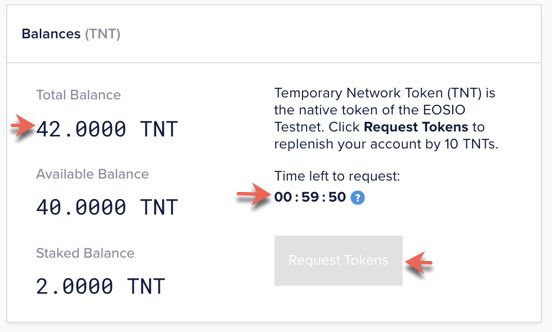 Balances (TNT)
Total Balance
42.0000 TNT
Available Balance
40.0000 TNT
Staked Balance
2.0000 TNT
Temporary Network Token (TNT) is
the native token of the EOSIO
Testnet. Click Request Tokens to
replenish your account by 10 TNTs.
Time left to request:
00:59:50 ?
Request Tokens